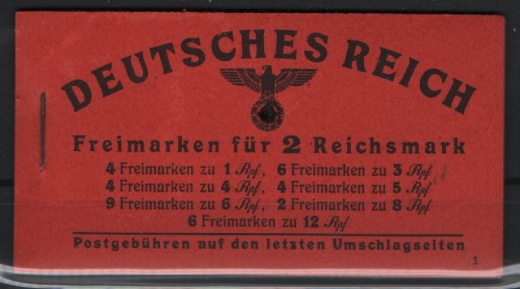 DEUTSCHES REICH
Freimarken für 2 Reichsmark
4 Freimarken zu 1 Rpf, 6 Freimarken zu 3 Rpf,
4 Freimarken zu 4 Rpf, 4 Freimarken zu 5 Rpf,
9 Freimarken zu 6 Rpf, 2 Freimarken zu 8 Rpf
6 Freimarken zu 12 Rpf
Postgebühren auf den letzten Umschlagseiten
1